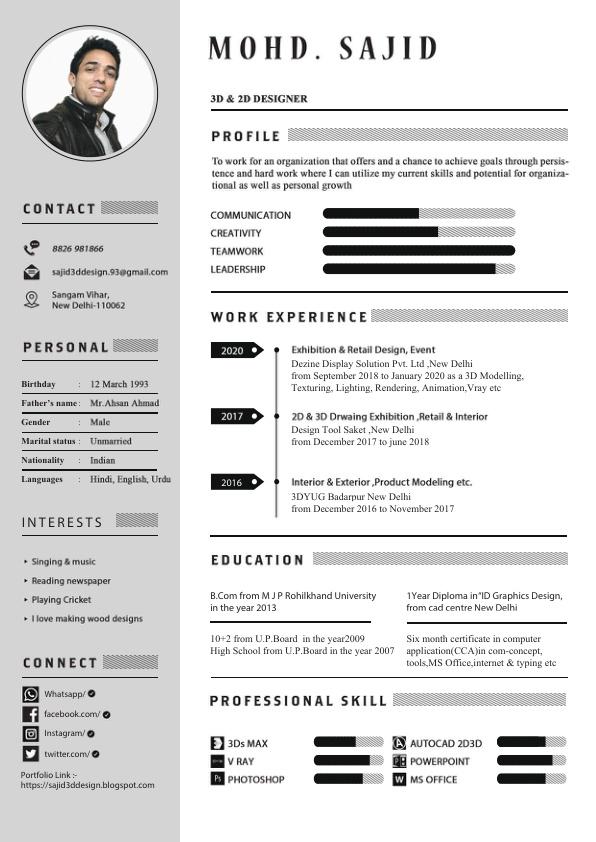 MOHD. SAJID
3D & 2D DESIGNER
PROFILE
To work for an organization that offers and a chance to achieve goals through persis-
tence and hard work where I can utilize my current skills and potential for organiza-
tional as well as personal growth
COMMUNICATION
CREATIVITY
TEAMWORK
LEADERSHIP
CONTACT
8826 981866
sajid3ddesign.93@gmail.com
Sangam Vihar,
New Delhi-110062
PERSONAL
Birthday : 12 March 1993
Father's name : Mr.Ahsan Ahmad
Gender : Male
Marital status : Unmarried
Nationality : Indian
Languages : Hindi, English, Urdu
INTERESTS
Singing & music
Reading newspaper
Playing Cricket
I love making wood designs
CONNECT
Whatsapp/
facebook.com/
Instagram/
twitter.com/
Portfolio Link :-
https://sajid3ddesign.blogspot.com
WORK EXPERIENCE
2020
Exhibition & Retail Design, Event
Dezine Display Solution Pvt. Ltd ,New Delhi
from September 2018 to January 2020 as a 3D Modelling,
Texturing, Lighting, Rendering, Animation,Vray etc
2017
2D & 3D Drwaing Exhibition ,Retail & Interior
Design Tool Saket ,New Delhi
from December 2017 to june 2018
2016
Interior & Exterior ,Product Modeling etc.
3DYUG Badarpur New Delhi
from December 2016 to November 2017
EDUCATION
B.Com from M J P Rohilkhand University
in the year 2013
10+2 from U.P.Board in the year2009
High School from U.P.Board in the year 2007
1Year Diploma in"ID Graphics Design,
from cad centre New Delhi
Six month certificate in computer
application(CCA)in com-concept,
tools,MS Office,internet & typing etc
PROFESSIONAL SKILL
3Ds MAX
V RAY
Ps PHOTOSHOP
A AUTOCAD 2D3D
POWERPOINT
W MS OFFICE